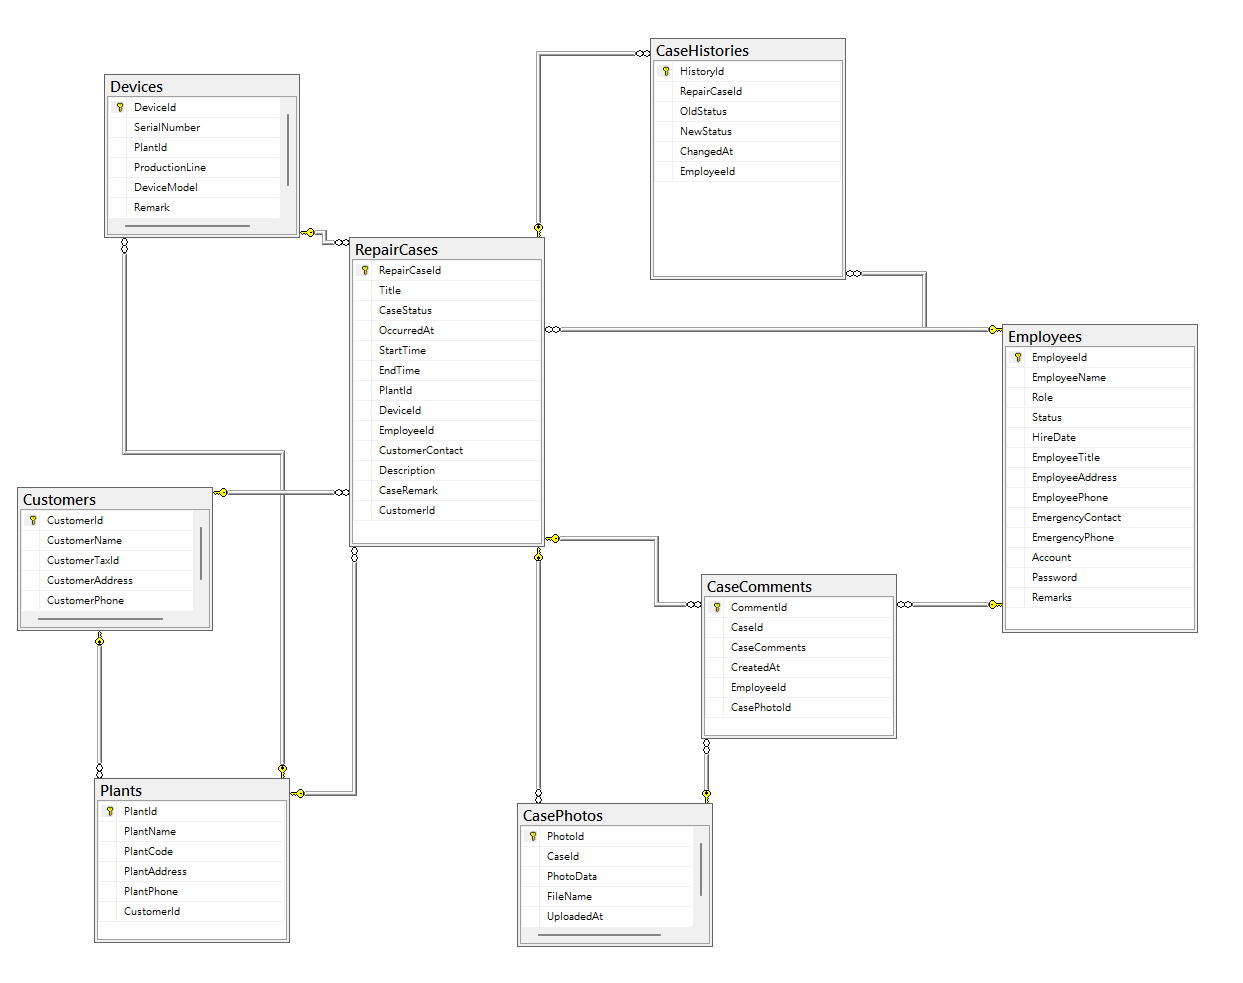 CaseHistories
HistoryId
RepairCaseId
OldStatus
NewStatus
ChangedAt
EmployeeId
Devices
DeviceId
SerialNumber
PlantId
ProductionLine
DeviceModel
Remark
RepairCases
RepairCaseId
Title
CaseStatus
OccurredAt
StartTime
EndTime
PlantId
DeviceId
EmployeeId
CustomerContact
Description
CaseRemark
CustomerId
Employees
EmployeeId
EmployeeName
Role
Status
HireDate
EmployeeTitle
EmployeeAddress
EmployeePhone
EmergencyContact
EmergencyPhone
Account
Password
Remarks
Customers
CustomerId
CustomerName
CustomerTaxId
CustomerAddress
CustomerPhone
CaseComments
CommentId
CaseId
CaseComments
CreatedAt
EmployeeId
CasePhotoId
Plants
PlantId
PlantName
PlantCode
PlantAddress
PlantPhone
CustomerId
CasePhotos
PhotoId
CaseId
PhotoData
FileName
UploadedAt